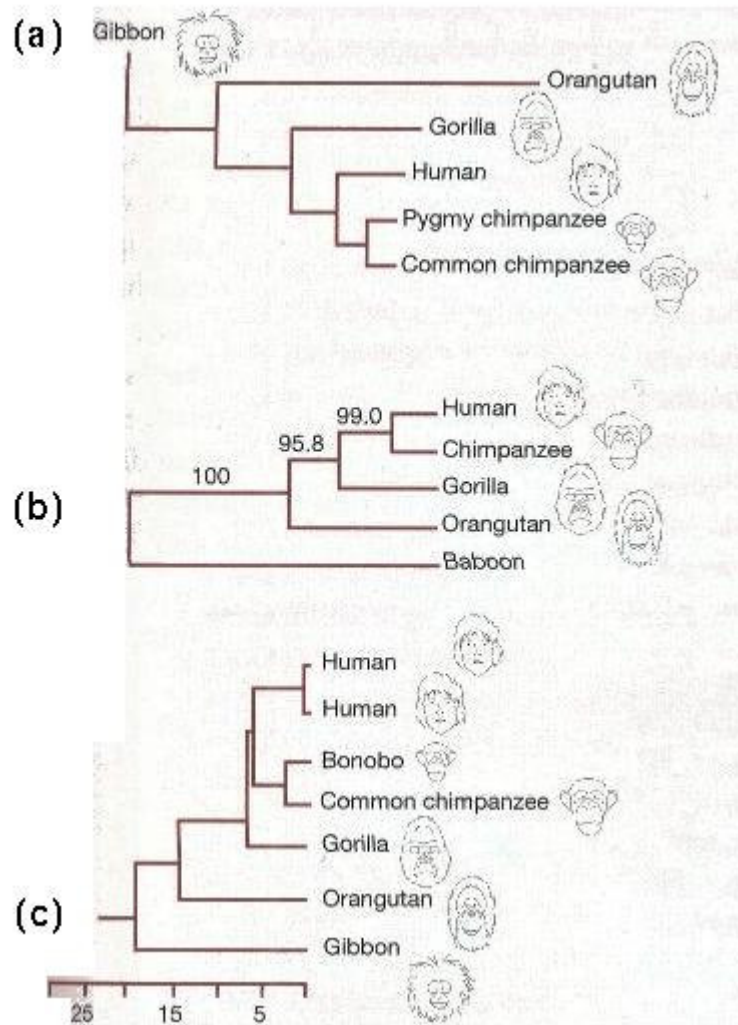 (a)
Gibbon
Orangutan
Gorilla
Human
Pygmy chimpanzee
Common chimpanzee
(b)
99.0
95.8
100
Human
Chimpanzee
Gorilla
Orangutan
Baboon
(c)
Human
Human
Bonobo
Common chimpanzee
Gorilla
Orangutan
Gibbon
25 15 5